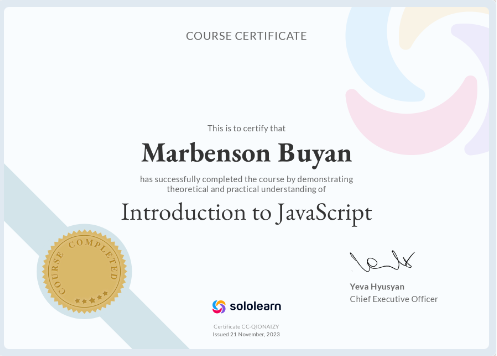 COURSE CERTIFICATE
This is to certify that
Marbenson Buyan
has successfully completed the course by demonstrating
theoretical and practical understanding of
Introduction to JavaScript
COURSE COMPLETED
Yeva Hyusyan
Chief Executive Officer
sololearn
Certificate CC-QIONAIZY
Issued 21 November, 2023